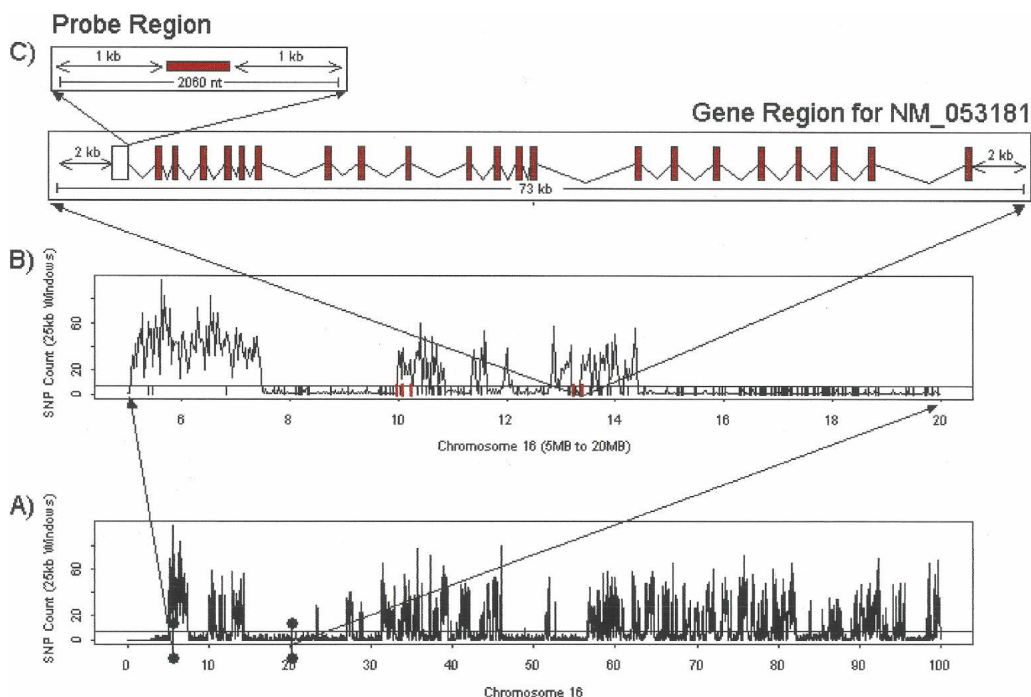 Probe Region
C)
1 kb 1 kb
2060 nt
Gene Region for NM_053181
2 kb 2 kb
73 kb
B)
SNP Count (25kb Windows)
60
20
0
6 8 10 12 14 16 18 20
Chromosome 16 (5MB to 20MB)
A)
SNP Count (25kb Windows)
60
20
0
0 10 20 30 40 50 60 70 80 90 100
Chromosome 16